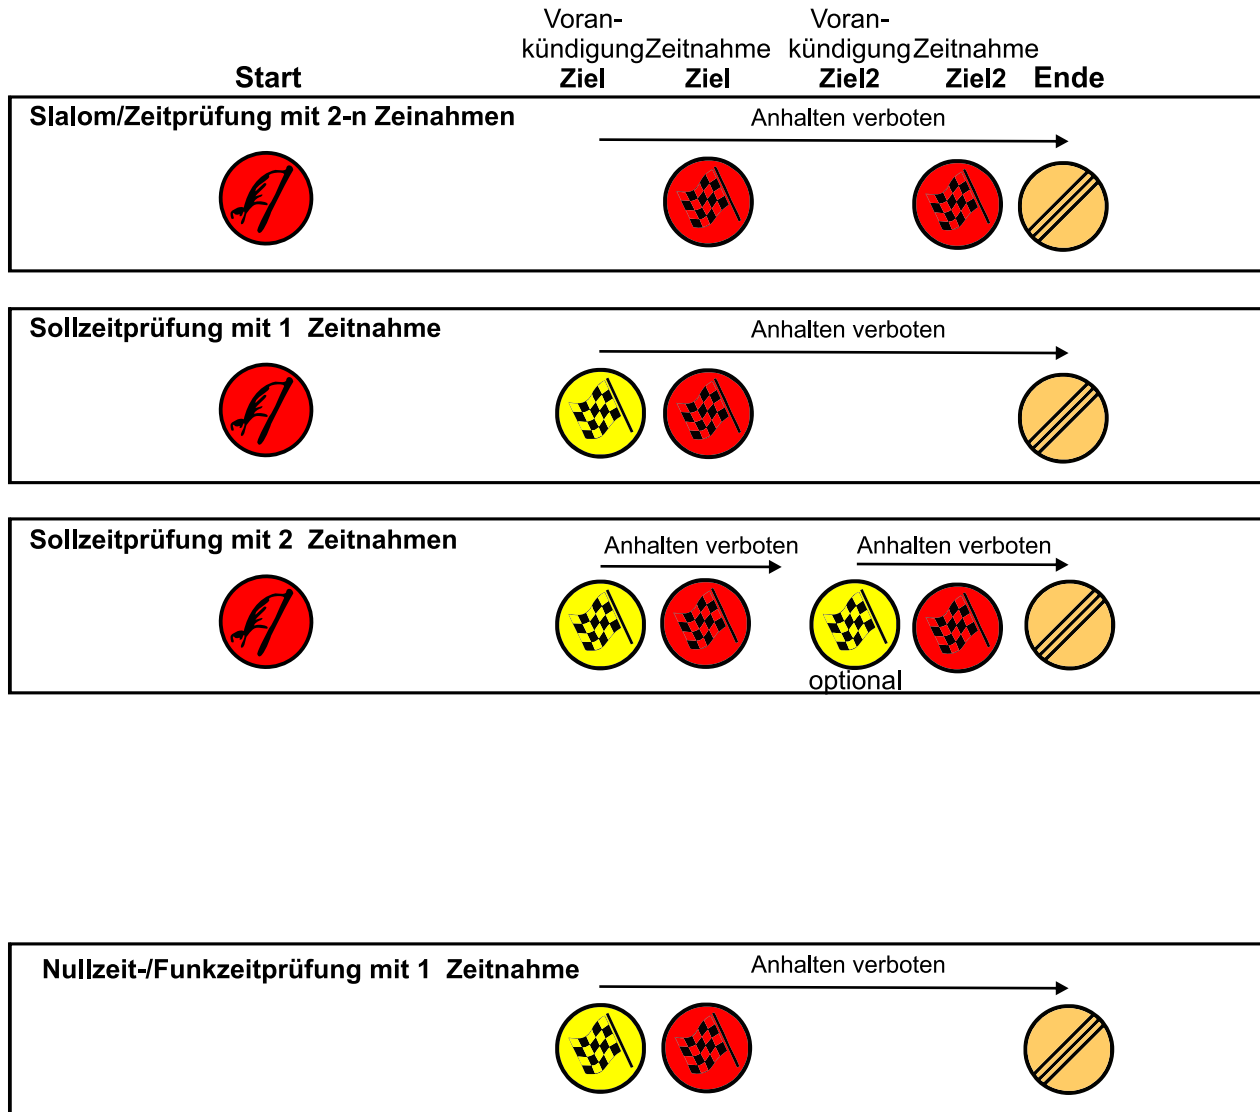 Voran-
kündigung Zeitnahme
Voran-
kündigung Zeitnahme
Start
Ziel
Ziel
Ziel2
Ziel2
Ende
Slalom/Zeitprüfung mit 2-n Zeinahmen
Anhalten verboten
Sollzeitprüfung mit 1 Zeitnahme
Anhalten verboten
Sollzeitprüfung mit 2 Zeitnahmen
Anhalten verboten
Anhalten verboten
optional
Nullzeit-/Funkzeitprüfung mit 1 Zeitnahme
Anhalten verboten